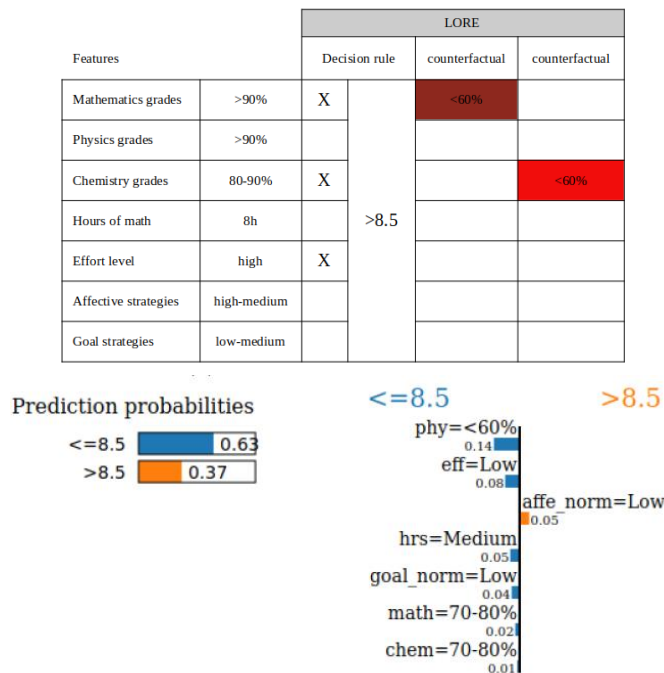 LORE
Features Decision rule counterfactual counterfactual
Mathematics grades >90% X <60%
Physics grades >90%
Chemistry grades 80-90% X <60%
Hours of math 8h >8.5
Effort level high X
Affective strategies high-medium
Goal strategies low-medium
Prediction probabilities
<=8.5 0.63
>8.5 0.37
<=8.5 >8.5
phy=<60%
0.14
eff=Low
0.08
affe_norm=Low
0.05
hrs=Medium
0.05
goal_norm=Low
0.04
math=70-80%
0.02
chem=70-80%
0.01